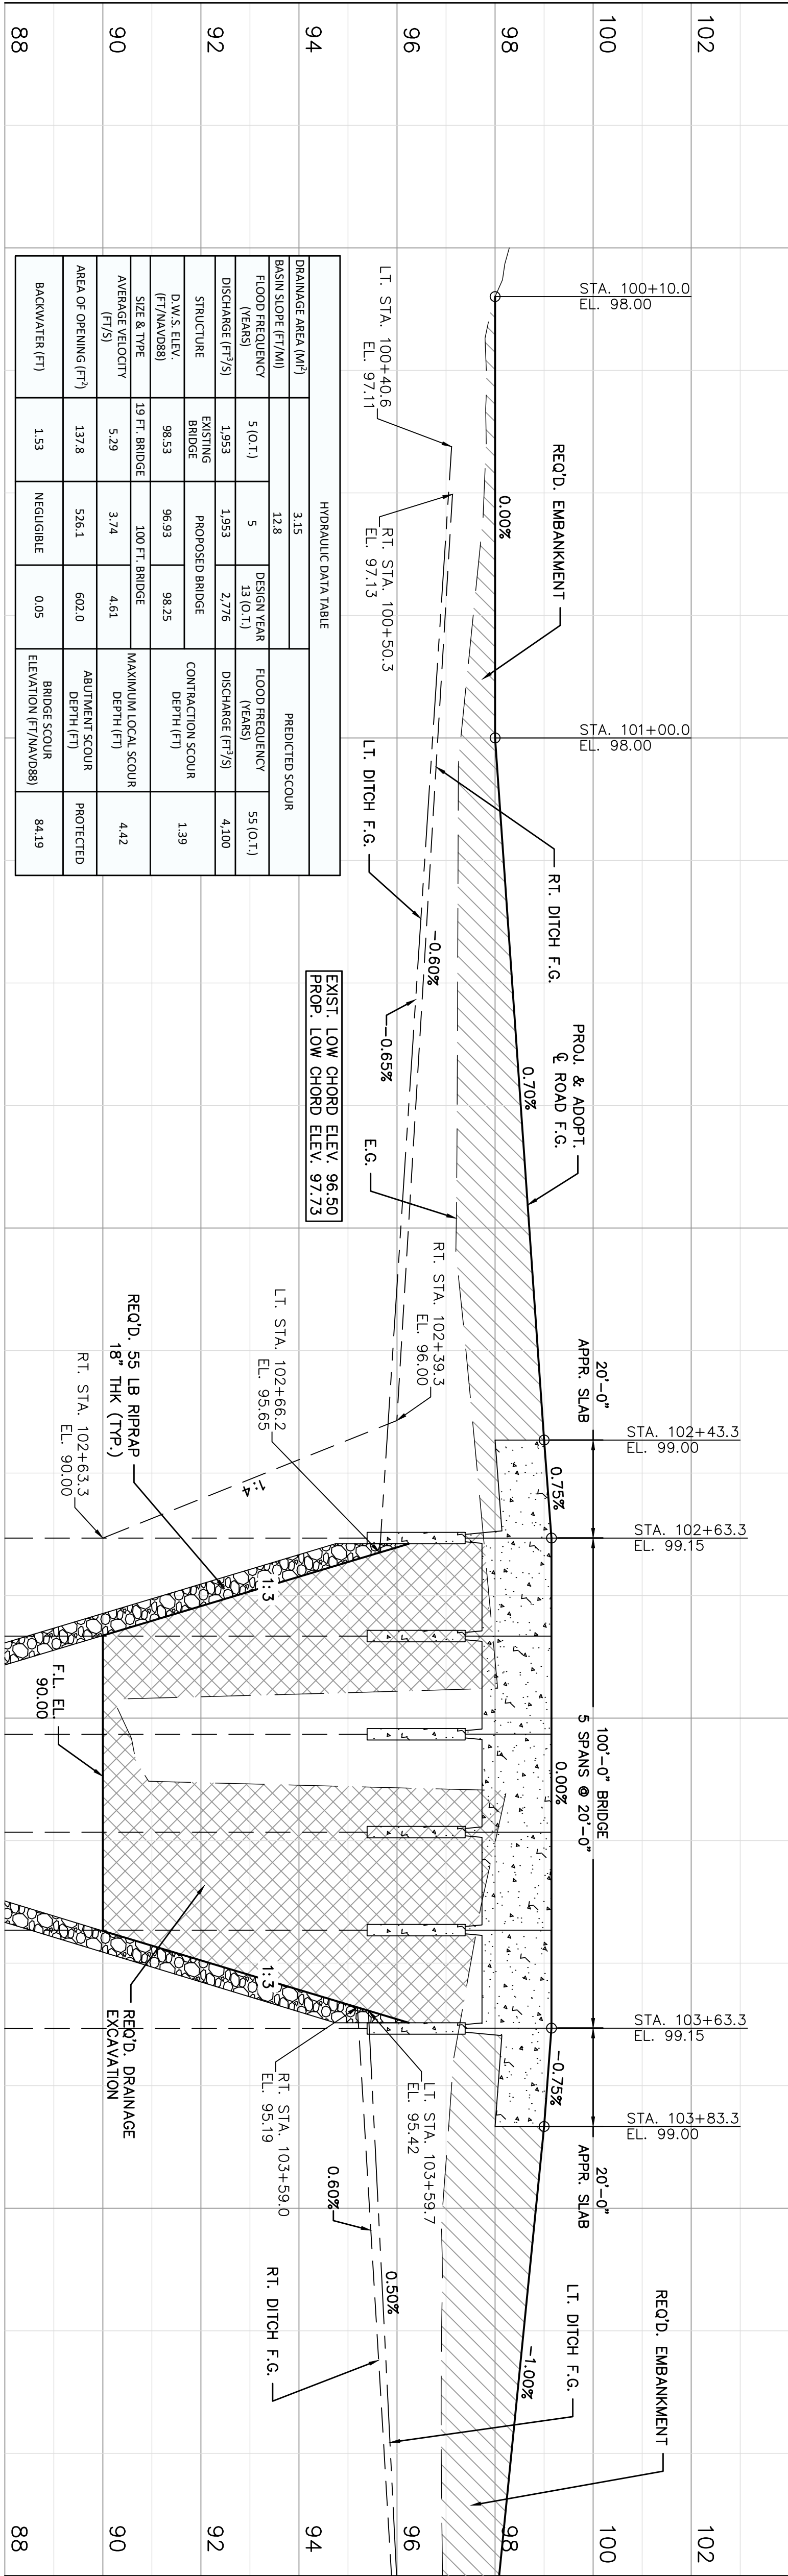 102
100
98
96
94
92
90
88
STA. 100+10.0
EL. 98.00
STA. 101+00.0
EL. 98.00
STA. 102+43.3
EL. 99.00
STA. 102+63.3
EL. 99.15
STA. 103+63.3
EL. 99.15
STA. 103+83.3
EL. 99.00
20'-0"
APPR. SLAB
100'-0" BRIDGE
5 SPANS @ 20'-0"
20'-0"
APPR. SLAB
REQ'D. EMBANKMENT
0.00%
RT. DITCH F.G.
PROJ. & ADOPT.
℄ ROAD F.G.
0.70%
0.75%
0.00%
-0.75%
-1.00%
LT. DITCH F.G.
REQ'D. EMBANKMENT
LT. STA. 100+40.6
EL. 97.11
RT. STA. 100+50.3
EL. 97.13
LT. DITCH F.G.
-0.60%
-0.65%
E.G.
RT. STA. 102+39.3
EL. 96.00
LT. STA. 102+66.2
EL. 95.65
EXIST. LOW CHORD ELEV. 96.50
PROP. LOW CHORD ELEV. 97.73
REQ'D. 55 LB RIPRAP
18" THK (TYP.)
RT. STA. 102+63.3
EL. 90.00
1:4
1:3
F.L. EL.
90.00
1:3
REQ'D. DRAINAGE
EXCAVATION
LT. STA. 103+59.7
EL. 95.42
RT. STA. 103+59.0
EL. 95.19
0.60%
0.50%
RT. DITCH F.G.
HYDRAULIC DATA TABLE
DRAINAGE AREA (MI²) 3.15 PREDICTED SCOUR
BASIN SLOPE (FT/MI) 12.8
FLOOD FREQUENCY
(YEARS) 5 (O.T.) 5 DESIGN YEAR
13 (O.T.) FLOOD FREQUENCY
(YEARS) 55 (O.T.)
DISCHARGE (FT³/S) 1,953 1,953 2,776 DISCHARGE (FT³/S) 4,100
STRUCTURE EXISTING
BRIDGE PROPOSED BRIDGE CONTRACTION SCOUR
DEPTH (FT) 1.39
D.W.S. ELEV.
(FT/NAVD88) 98.53 96.93 98.25
SIZE & TYPE 19 FT. BRIDGE 100 FT. BRIDGE MAXIMUM LOCAL SCOUR
DEPTH (FT) 4.42
AVERAGE VELOCITY
(FT/S) 5.29 3.74 4.61
AREA OF OPENING (FT²) 137.8 526.1 602.0 ABUTMENT SCOUR
DEPTH (FT) PROTECTED
BACKWATER (FT) 1.53 NEGLIGIBLE 0.05 BRIDGE SCOUR
ELEVATION (FT/NAVD88) 84.19
102
100
98
96
94
92
90
88